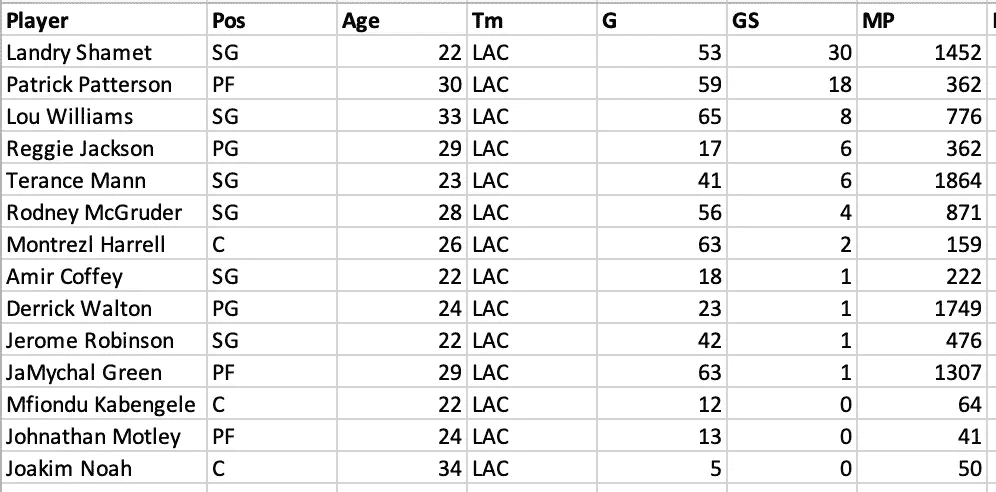 Player Pos Age Tm G GS MP
Landry Shamet SG 22 LAC 53 30 1452
Patrick Patterson PF 30 LAC 59 18 362
Lou Williams SG 33 LAC 65 8 776
Reggie Jackson PG 29 LAC 17 6 362
Terance Mann SG 23 LAC 41 6 1864
Rodney McGruder SG 28 LAC 56 4 871
Montrezl Harrell C 26 LAC 63 2 159
Amir Coffey SG 22 LAC 18 1 222
Derrick Walton PG 24 LAC 23 1 1749
Jerome Robinson SG 22 LAC 42 1 476
JaMychal Green PF 29 LAC 63 1 1307
Mfiondu Kabengele C 22 LAC 12 0 64
Johnathan Motley PF 24 LAC 13 0 41
Joakim Noah C 34 LAC 5 0 50